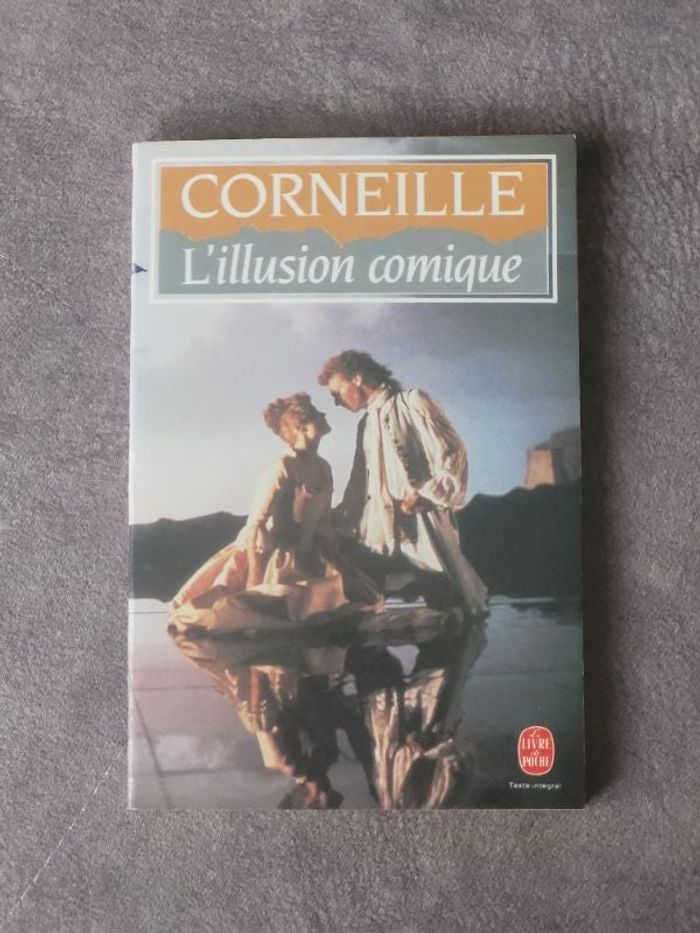 CORNEILLE
L'illusion comique
Le
LIVRE
de
POCHE
Texte intégral